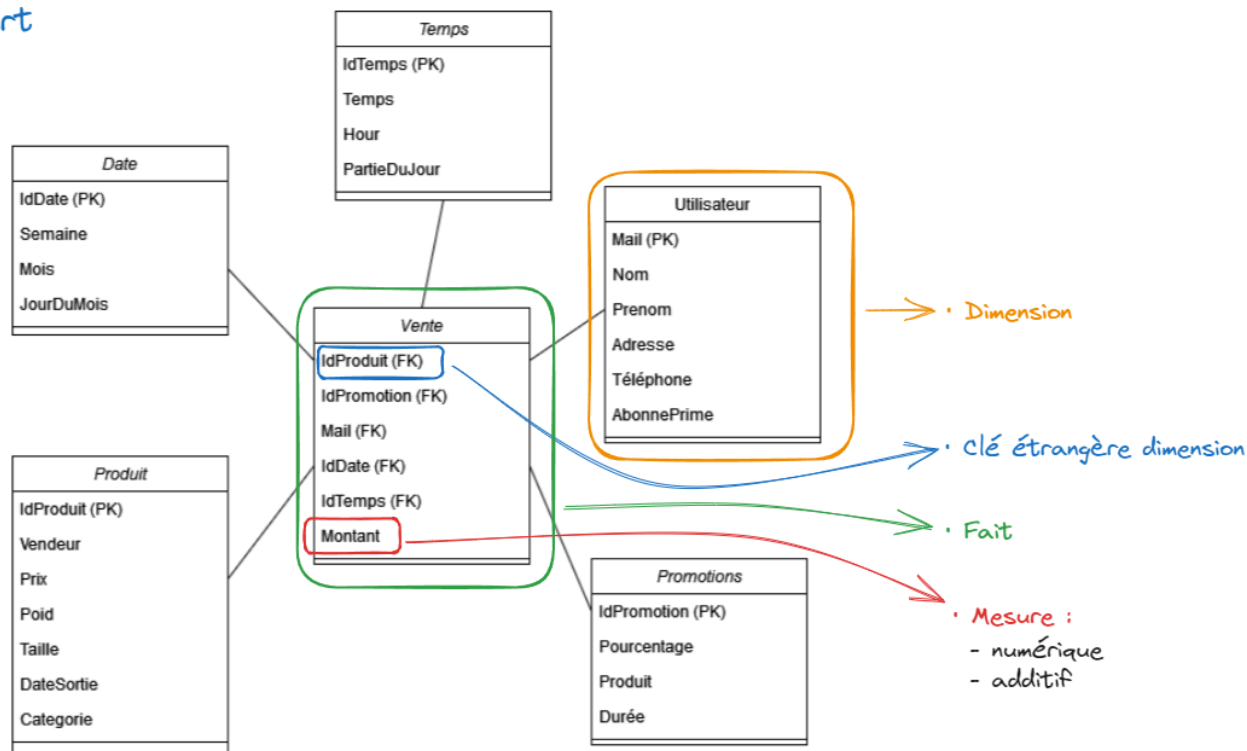 rt
Temps
IdTemps (PK)
Temps
Hour
PartieDuJour
Date
IdDate (PK)
Semaine
Mois
JourDuMois
Utilisateur
Mail (PK)
Nom
Prenom
Adresse
Téléphone
AbonnePrime
Vente
IdProduit (FK)
IdPromotion (FK)
Mail (FK)
IdDate (FK)
IdTemps (FK)
Montant
Produit
IdProduit (PK)
Vendeur
Prix
Poid
Taille
DateSortie
Categorie
Promotions
IdPromotion (PK)
Pourcentage
Produit
Durée
· Dimension
· Clé étrangère dimension
· Fait
· Mesure :
- numérique
- additif